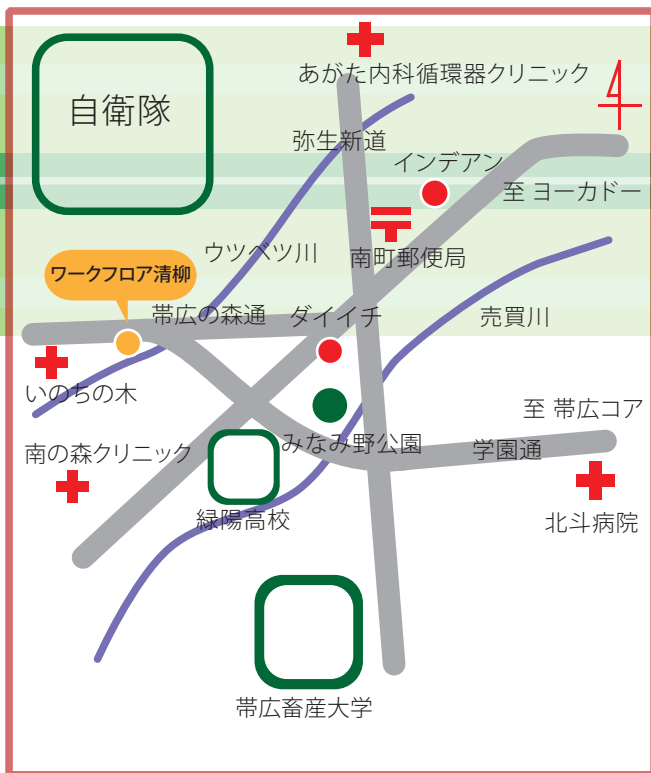 あがた内科循環器クリニック
自衛隊
弥生新道
インデアン
至 ヨーカドー
ウツベツ川
南町郵便局
ワークフロア清柳
帯広の森通
ダイイチ
売買川
いのちの木
至 帯広コア
南の森クリニック
みなみ野公園
学園通
緑陽高校
北斗病院
帯広畜産大学